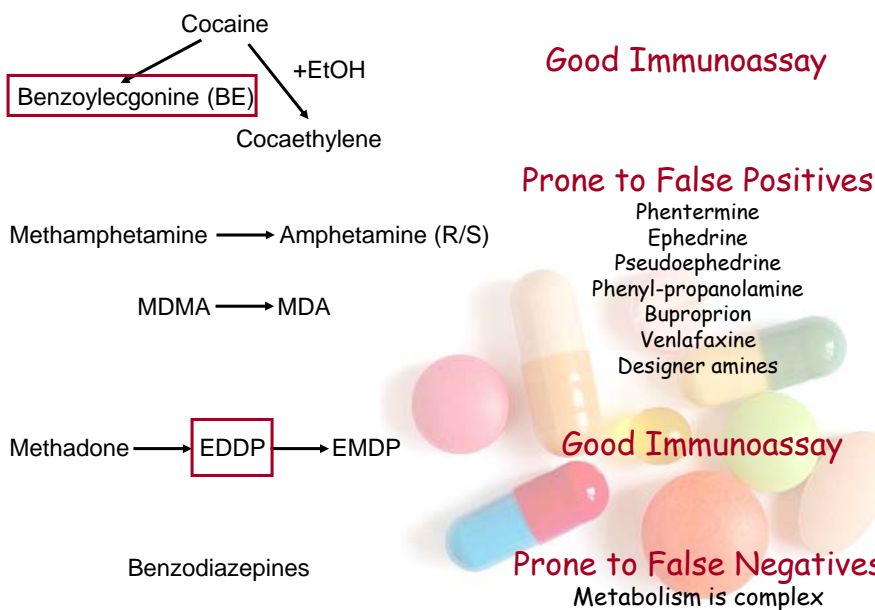 Cocaine
+EtOH
Good Immunoassay
Benzoylecgonine (BE)
Cocaethylene
Prone to False Positives
Phentermine
Ephedrine
Pseudoephedrine
Phenyl-propanolamine
Buproprion
Venlafaxine
Designer amines
Methamphetamine
Amphetamine (R/S)
MDMA
MDA
Methadone
EDDP
EMDP
Good Immunoassay
Benzodiazepines
Prone to False Negatives
Metabolism is complex